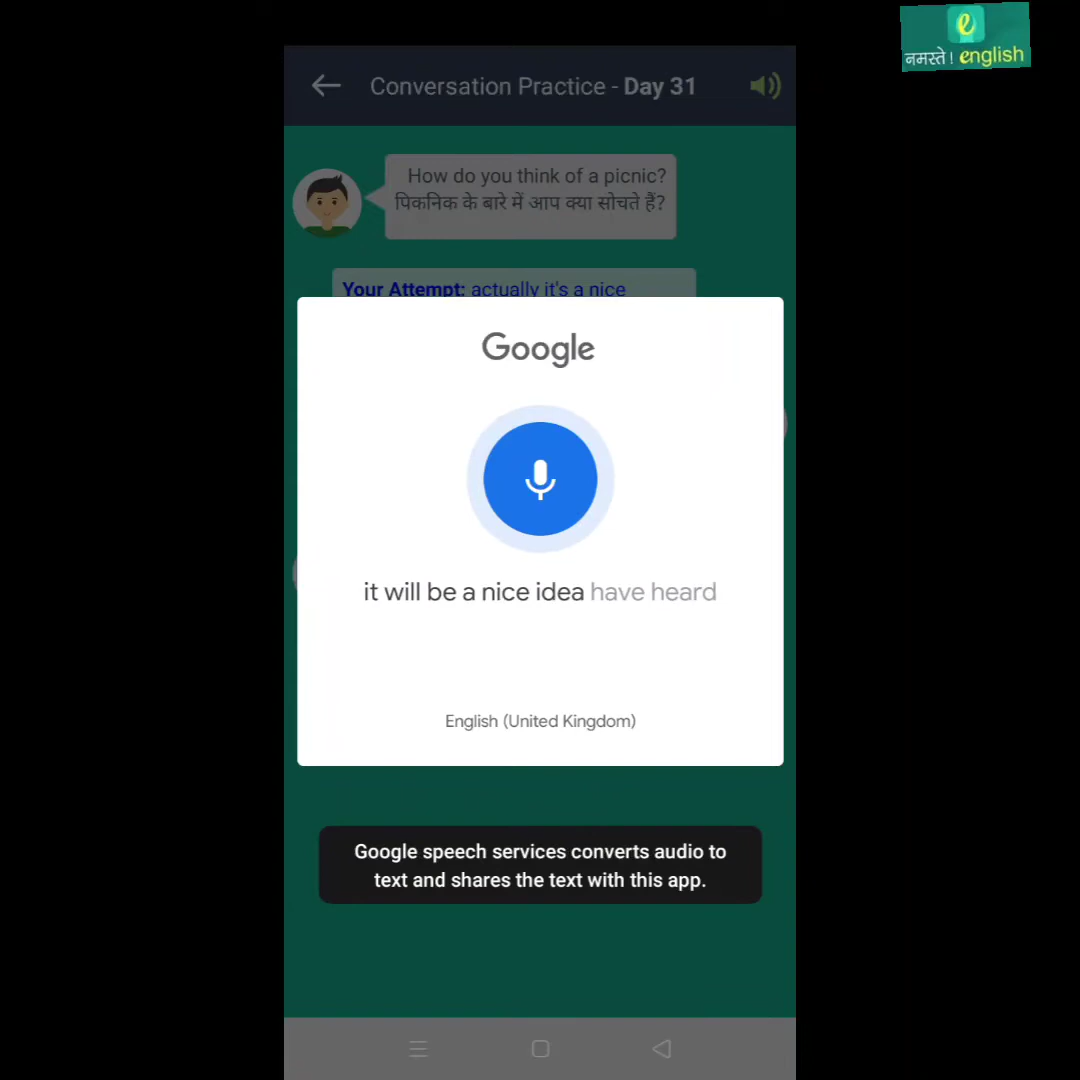 नमस्ते! english
Conversation Practice - Day 31
How do you think of a picnic?
पिकनिक के बारे में आप क्या सोचते हैं?
Your Attempt: actually it's a nice
Google
it will be a nice idea have heard
English (United Kingdom)
Google speech services converts audio to
text and shares the text with this app.